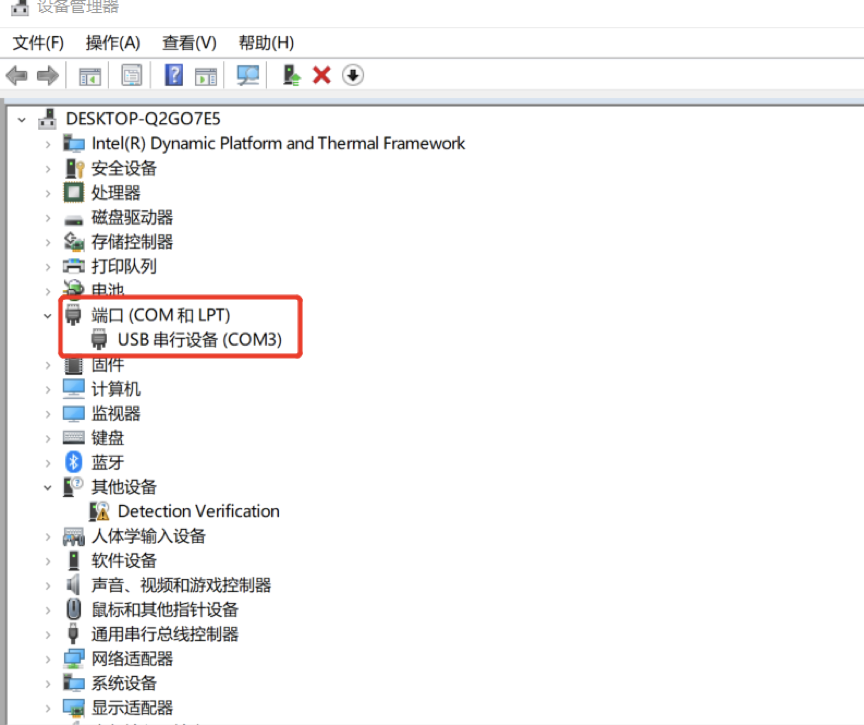 设备管理器
文件(F) 操作(A) 查看(V) 帮助(H)
DESKTOP-Q2GO7E5
Intel(R) Dynamic Platform and Thermal Framework
安全设备
处理器
磁盘驱动器
存储控制器
打印队列
电池
端口 (COM 和 LPT)
USB 串行设备 (COM3)
固件
计算机
监视器
键盘
蓝牙
其他设备
Detection Verification
人体学输入设备
软件设备
声音、视频和游戏控制器
鼠标和其他指针设备
通用串行总线控制器
网络适配器
系统设备
显示适配器